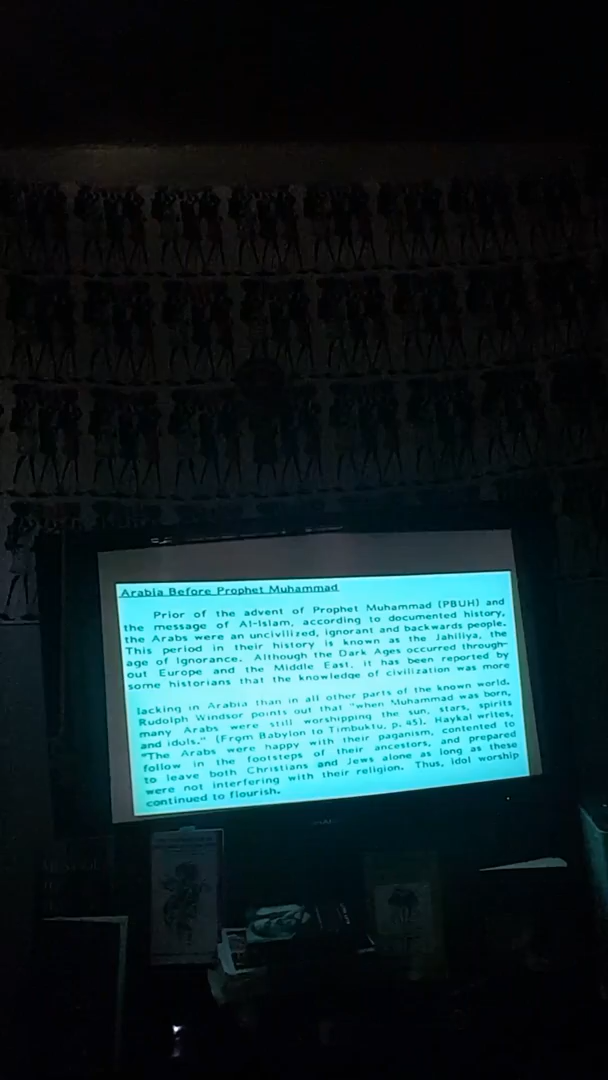 Arabia Before Prophet Muhammad
Prior of the advent of Prophet Muhammad (PBUH) and
the message of Al-Islam, according to documented history,
the Arabs were an uncivilized, ignorant and backwards people.
This period in their history is known as the Jahiliya, the
age of Ignorance. Although the Dark Ages occurred through-
out Europe and the Middle East, it has been reported by
some historians that the knowledge of civilization was more
lacking in Arabia than in all other parts of the known world.
Rudolph Windsor points out that "when Muhammad was born,
many Arabs were still worshipping the sun, stars, spirits
and idols." (From Babylon to Timbuktu, p. 45). Haykal writes,
"The Arabs were happy with their paganism, contented to
follow in the footsteps of their ancestors, and prepared
to leave both Christians and Jews alone as long as these
were not interfering with their religion. Thus, idol worship
continued to flourish.